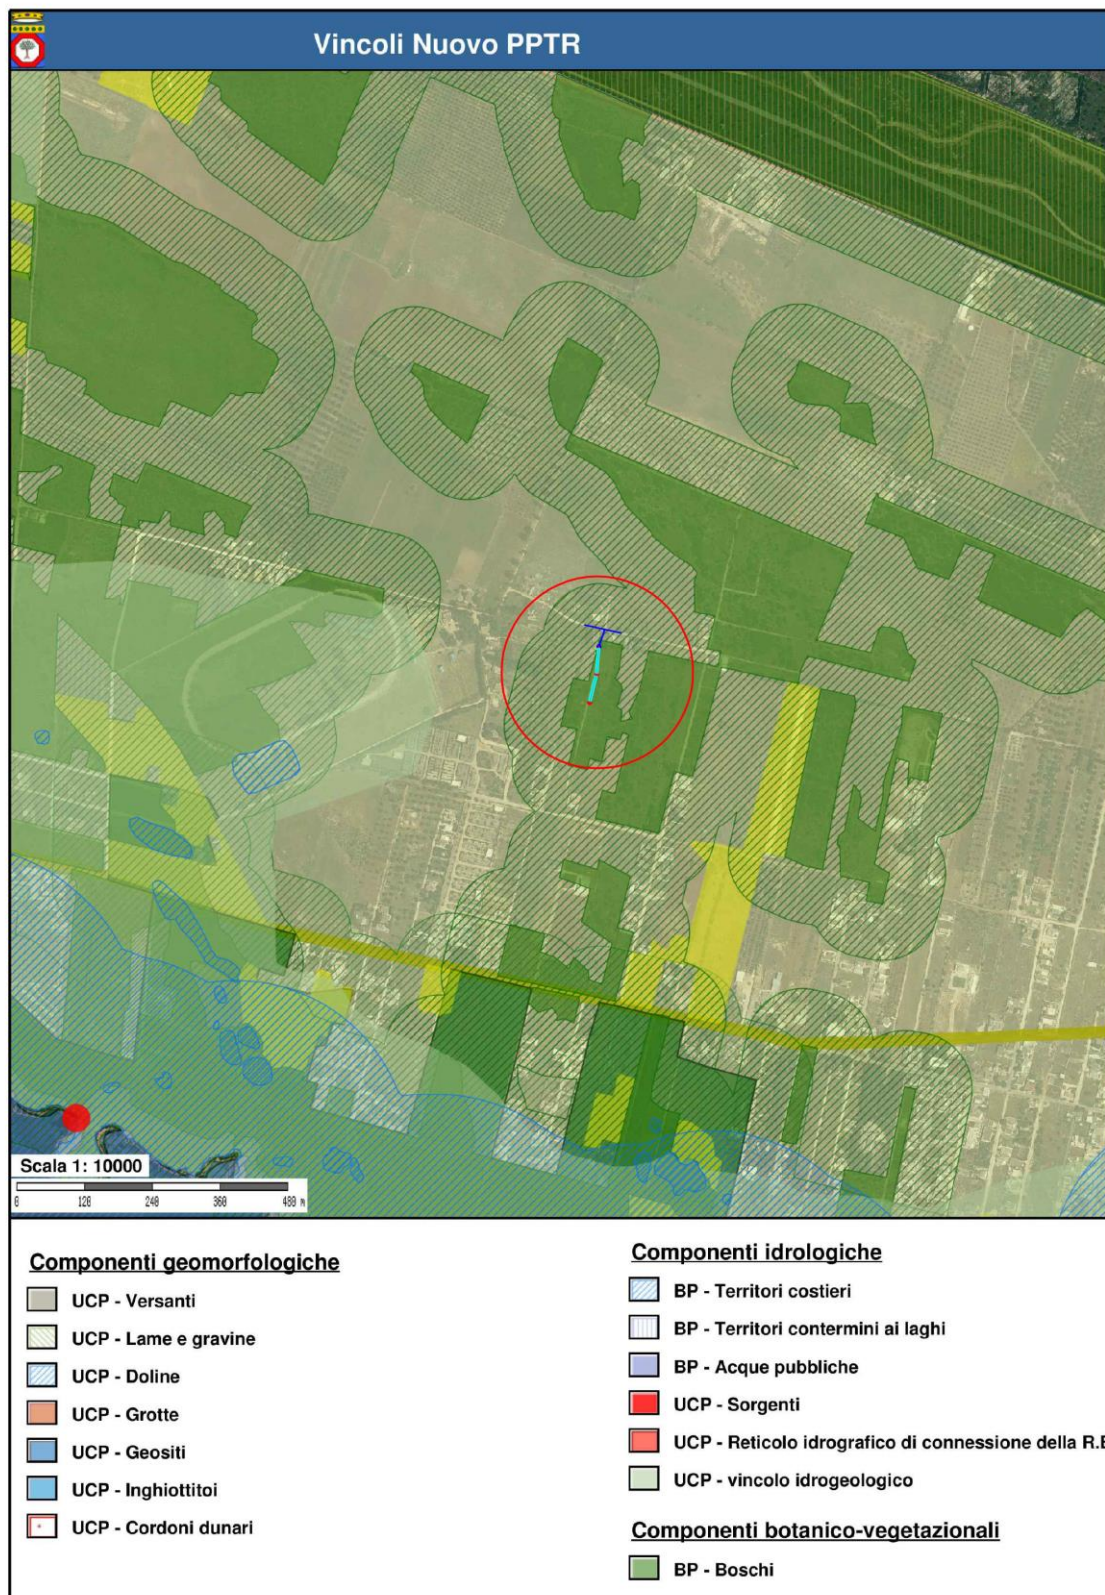 Vincoli Nuovo PPTR
Scala 1: 10000
0 120 240 360 480 M
Componenti geomorfologiche
UCP - Versanti
UCP - Lame e gravine
UCP - Doline
UCP - Grotte
UCP - Geositi
UCP - Inghiottitoi
UCP - Cordoni dunari
Componenti idrologiche
BP - Territori costieri
BP - Territori contermini ai laghi
BP - Acque pubbliche
UCP - Sorgenti
UCP - Reticolo idrografico di connessione della R.E
UCP - vincolo idrogeologico
Componenti botanico-vegetazionali
BP - Boschi